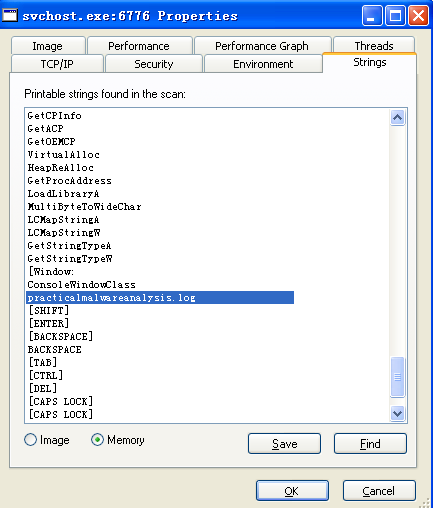 svchost.exe:6776 Properties
Image Performance Performance Graph Threads
TCP/IP Security Environment Strings
Printable strings found in the scan:
GetCPInfo
GetACP
GetOEMCP
VirtualAlloc
HeapReAlloc
GetProcAddress
LoadLibraryA
MultiByteToWideChar
LCMapStringA
LCMapStringW
GetStringTypeA
GetStringTypeW
[Window:
ConsoleWindowClass
practicalmalwareanalysis.log
[SHIFT]
[ENTER]
[BACKSPACE]
BACKSPACE
[TAB]
[CTRL]
[DEL]
[CAPS LOCK]
[CAPS LOCK]
Image Memory Save Find
OK Cancel